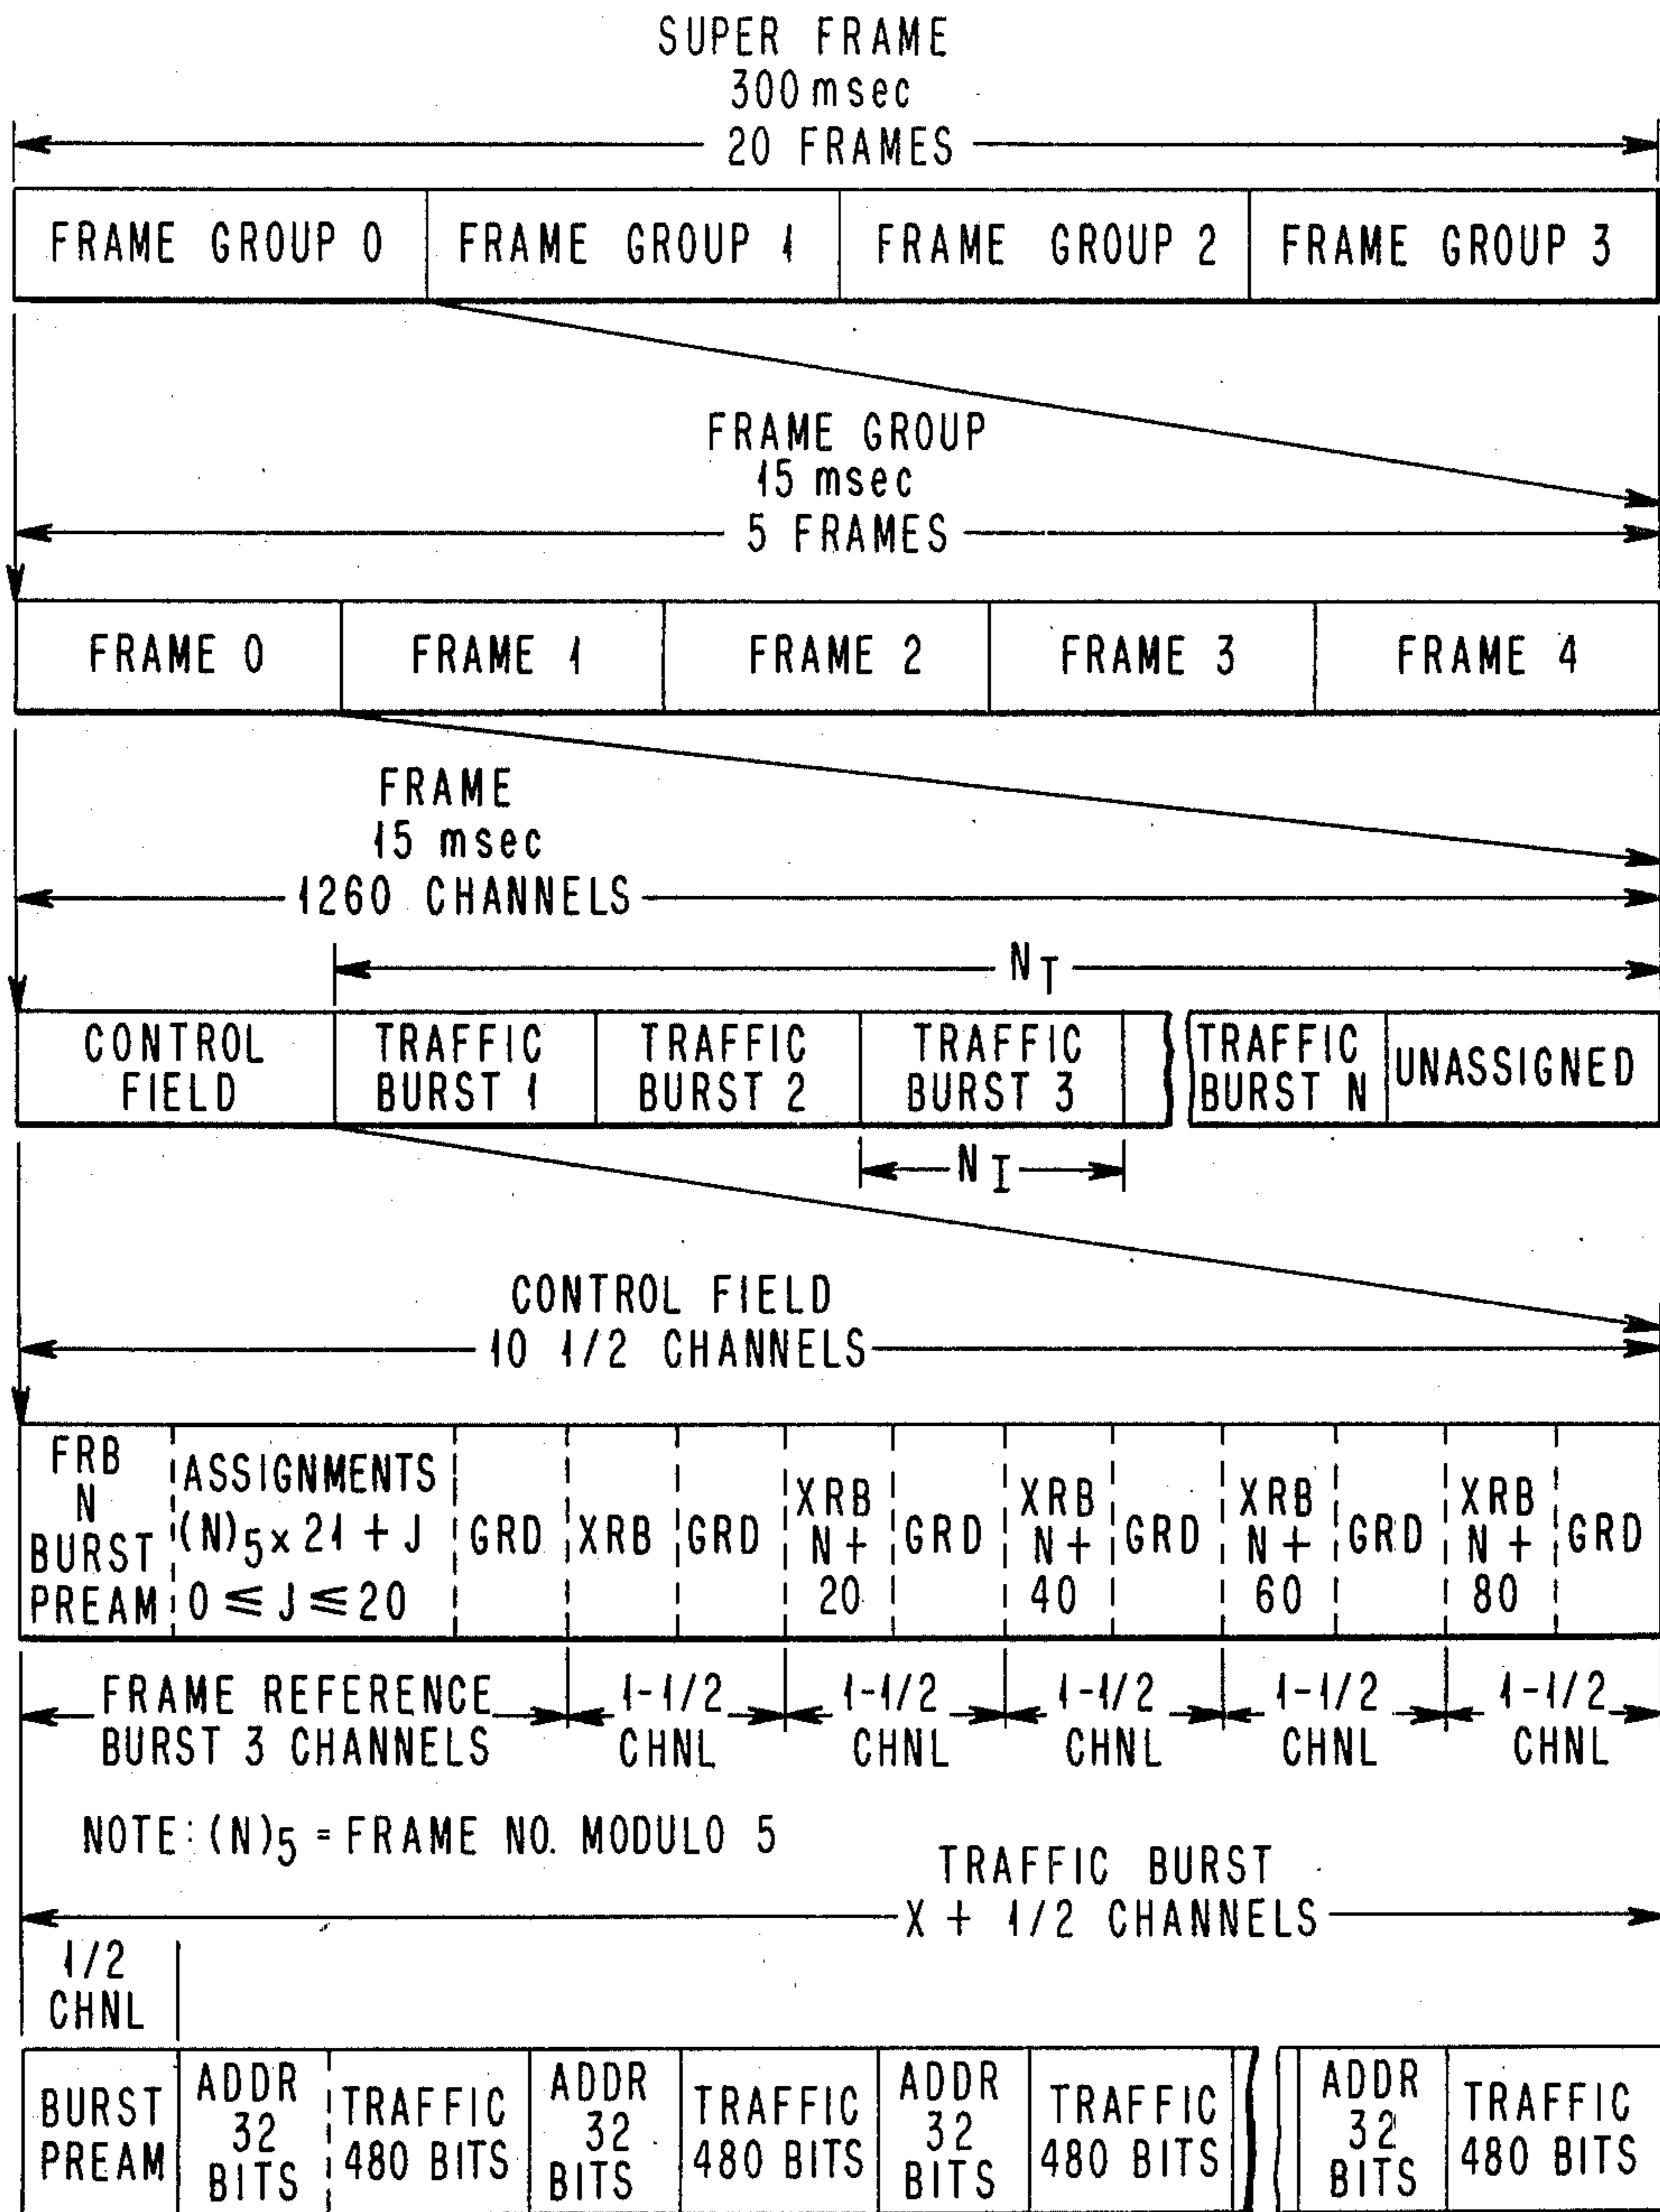 SUPER FRAME
300 msec
20 FRAMES
FRAME GROUP 0 FRAME GROUP 1 FRAME GROUP 2 FRAME GROUP 3
FRAME GROUP
15 msec
5 FRAMES
FRAME 0 FRAME 1 FRAME 2 FRAME 3 FRAME 4
FRAME
15 msec
1260 CHANNELS
NT
CONTROL FIELD
TRAFFIC BURST 1
TRAFFIC BURST 2
TRAFFIC BURST 3
TRAFFIC BURST N
UNASSIGNED
NI
CONTROL FIELD
10 1/2 CHANNELS
FRB
N
BURST
PREAM
ASSIGNMENTS
(N)5 x 21 + J
0 ≤ J ≤ 20
GRD
XRB
GRD
XRB
N +
20
GRD
XRB
N +
40
GRD
XRB
N +
60
GRD
XRB
N +
80
GRD
FRAME REFERENCE
BURST 3 CHANNELS
1-1/2
CHNL
1-1/2
CHNL
1-1/2
CHNL
1-1/2
CHNL
1-1/2
CHNL
NOTE: (N)5 = FRAME NO. MODULO 5
TRAFFIC BURST
X + 1/2 CHANNELS
1/2
CHNL
BURST
PREAM
ADDR
32
BITS
TRAFFIC
480 BITS
ADDR
32
BITS
TRAFFIC
480 BITS
ADDR
32
BITS
TRAFFIC
480 BITS
ADDR
32
BITS
TRAFFIC
480 BITS